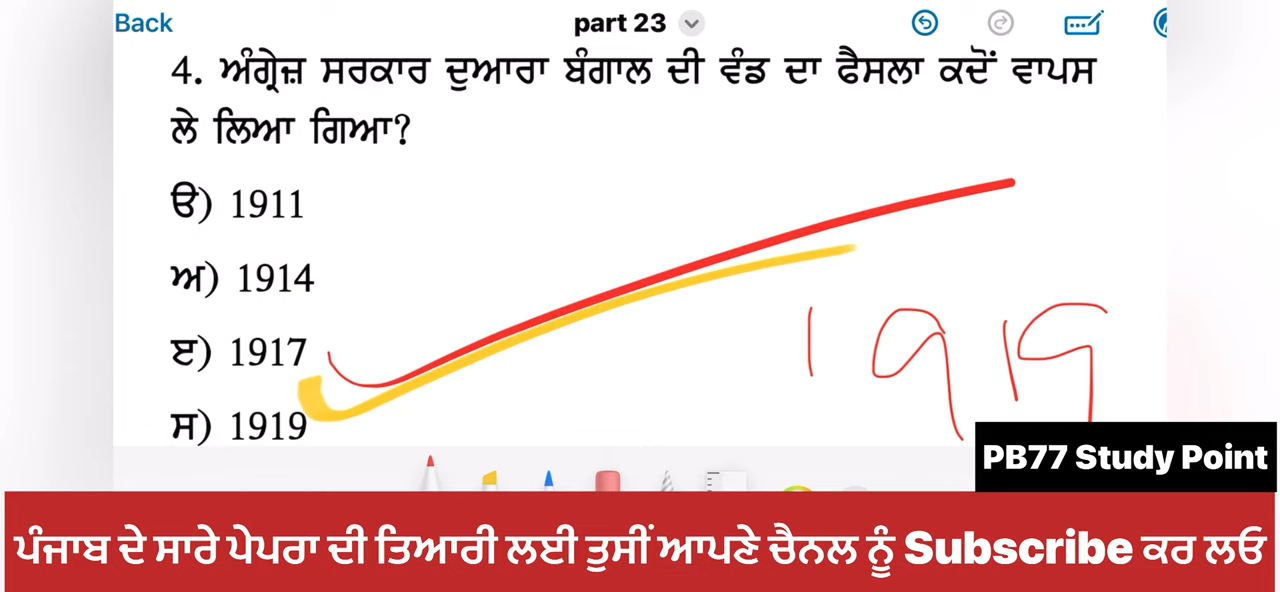 Back
part 23
4. ਅੰਗ੍ਰੇਜ਼ ਸਰਕਾਰ ਦੁਆਰਾ ਬੰਗਾਲ ਦੀ ਵੰਡ ਦਾ ਫੈਸਲਾ ਕਦੋਂ ਵਾਪਸ
ਲੇ ਲਿਆ ਗਿਆ?
ੳ) 1911
ਅ) 1914
ੲ) 1917
ਸ) 1919
1919
PB77 Study Point
ਪੰਜਾਬ ਦੇ ਸਾਰੇ ਪੇਪਰਾ ਦੀ ਤਿਆਰੀ ਲਈ ਤੁਸੀਂ ਆਪਣੇ ਚੈਨਲ ਨੂੰ Subscribe ਕਰ ਲਓ